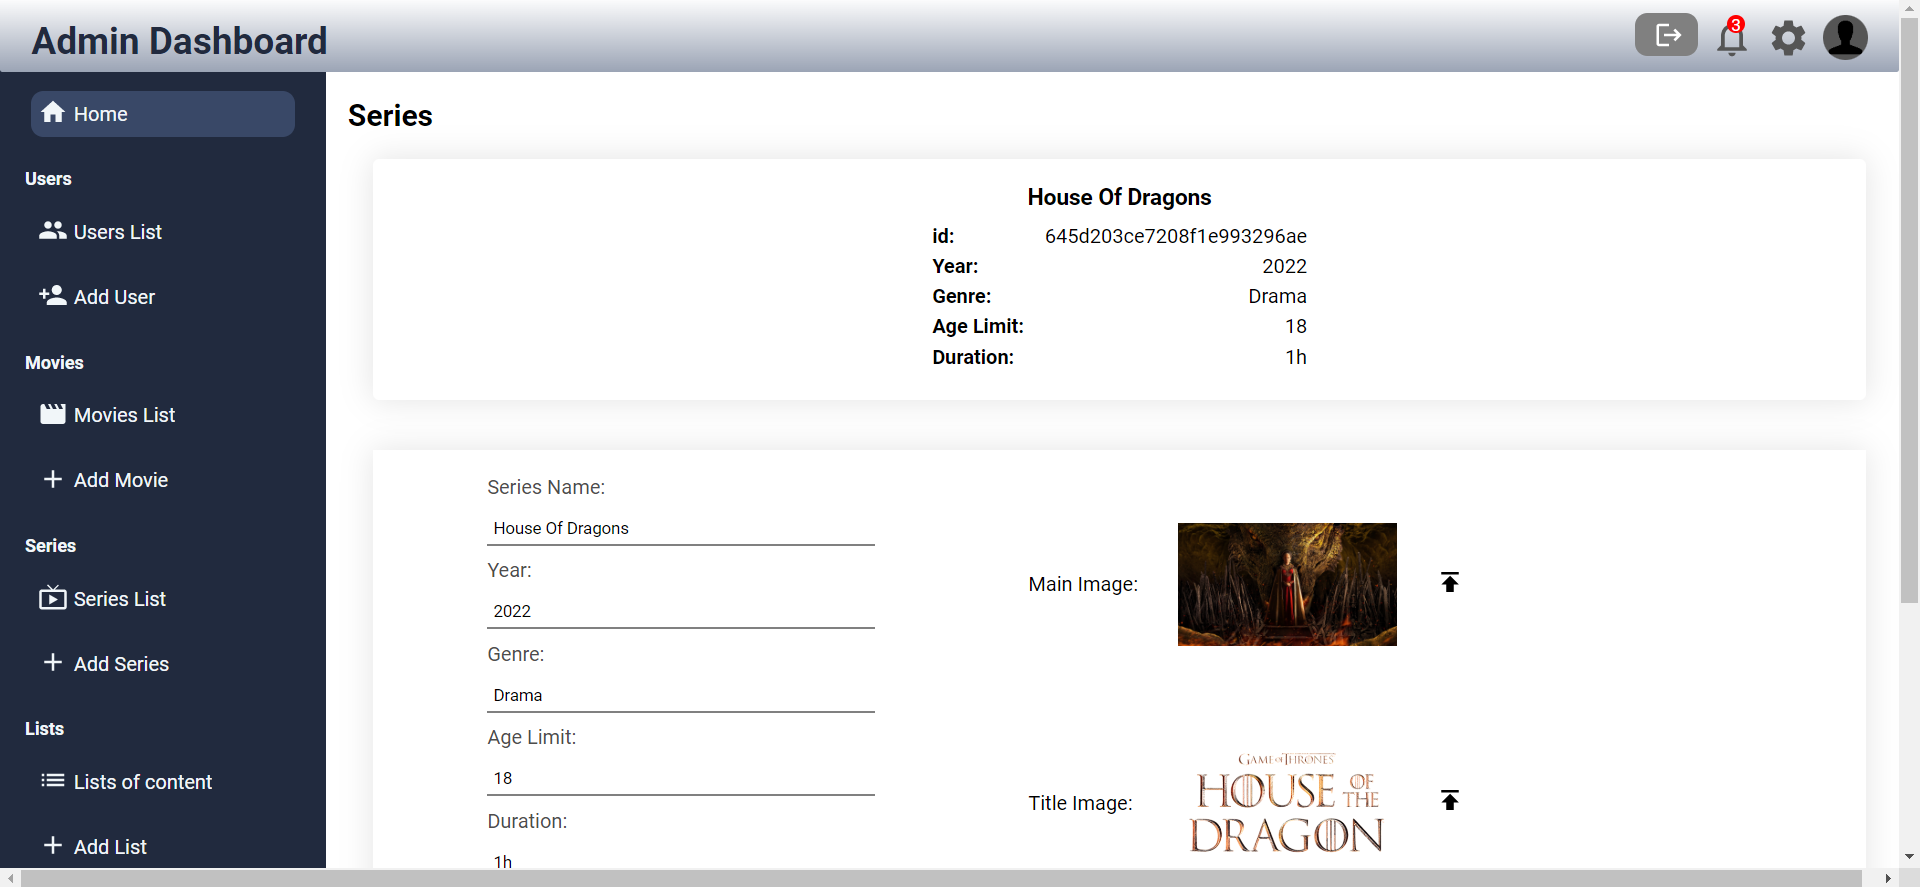 Admin Dashboard
3
Home
Users
Users List
Add User
Movies
Movies List
Add Movie
Series
Series List
Add Series
Lists
Lists of content
Add List
Series
House Of Dragons
id: 645d203ce7208f1e993296ae
Year: 2022
Genre: Drama
Age Limit: 18
Duration: 1h
Series Name:
House Of Dragons
Year:
2022
Genre:
Drama
Age Limit:
18
Duration:
1h
Main Image:
Title Image:
GAME OF THRONES
HOUSE OF THE
DRAGON